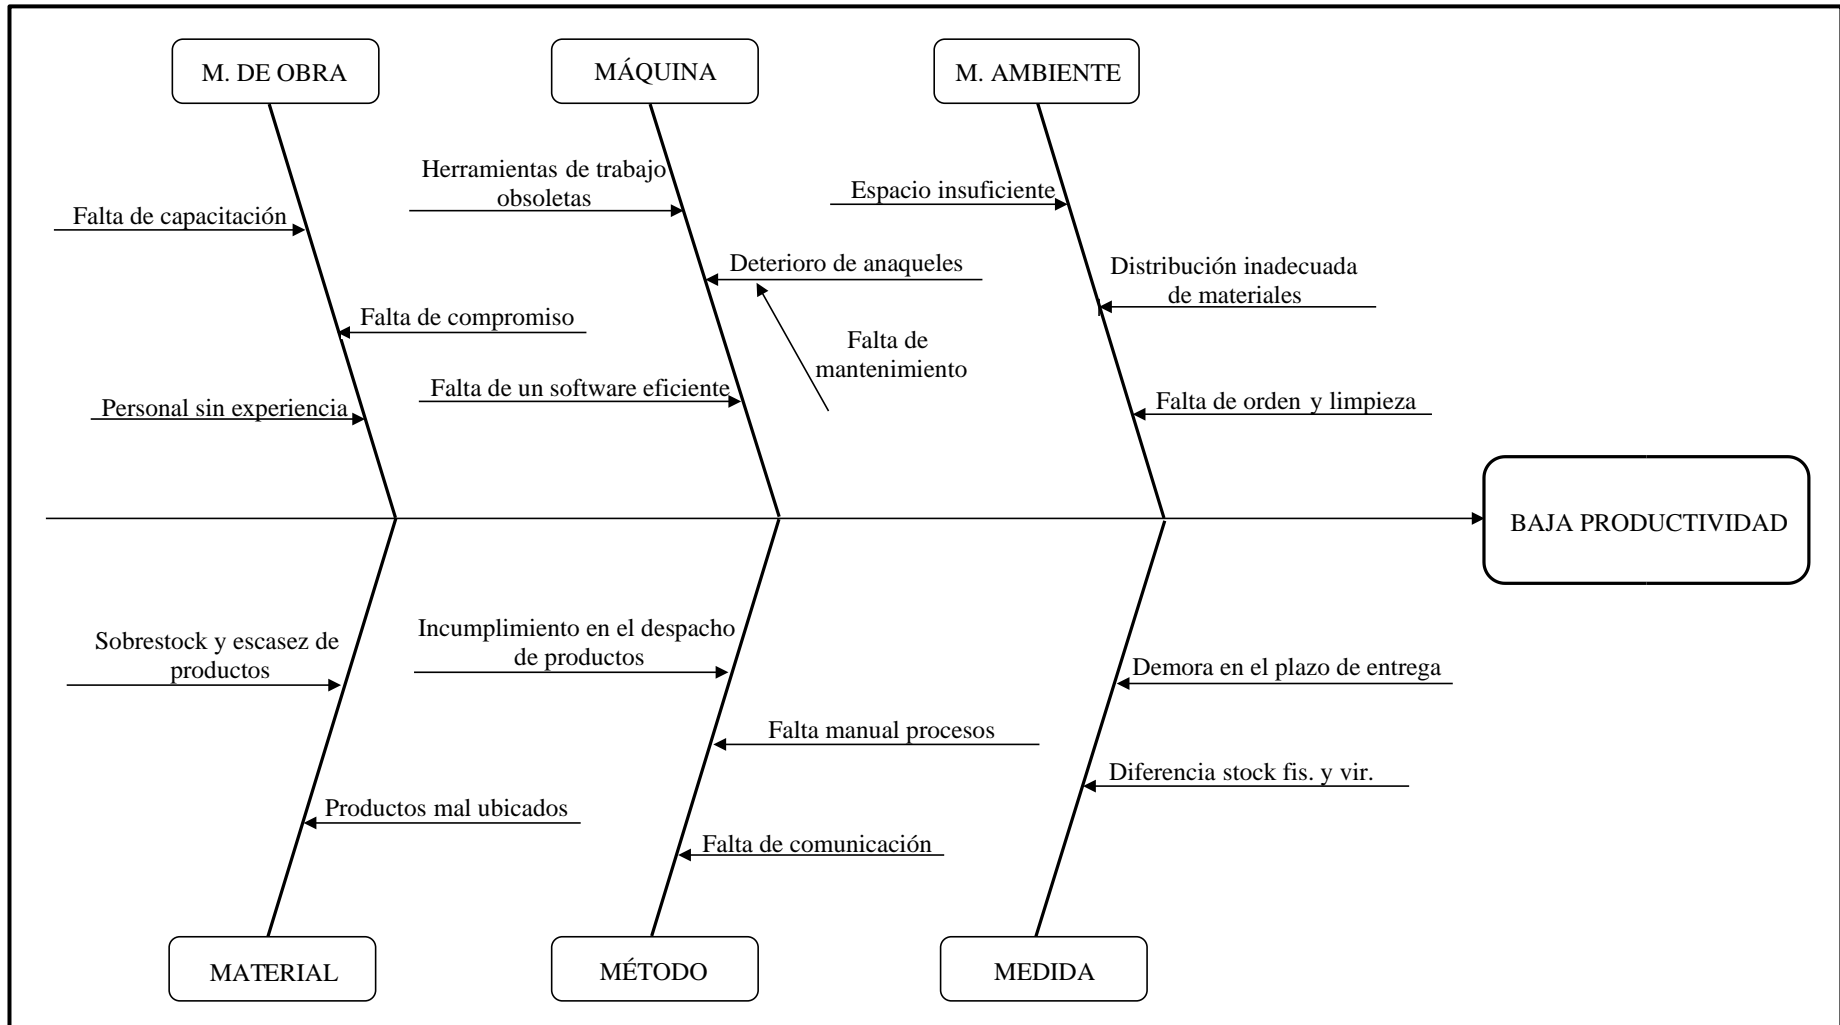 M. DE OBRA
MÁQUINA
M. AMBIENTE
Herramientas de trabajo
obsoletas
Espacio insuficiente
Falta de capacitación
Deterioro de anaqueles
Distribución inadecuada
de materiales
Falta de compromiso
Falta de
mantenimiento
Falta de un software eficiente
Personal sin experiencia
Falta de orden y limpieza
BAJA PRODUCTIVIDAD
Sobrestock y escasez de
productos
Incumplimiento en el despacho
de productos
Demora en el plazo de entrega
Falta manual procesos
Diferencia stock fis. y vir.
Productos mal ubicados
Falta de comunicación
MATERIAL
MÉTODO
MEDIDA